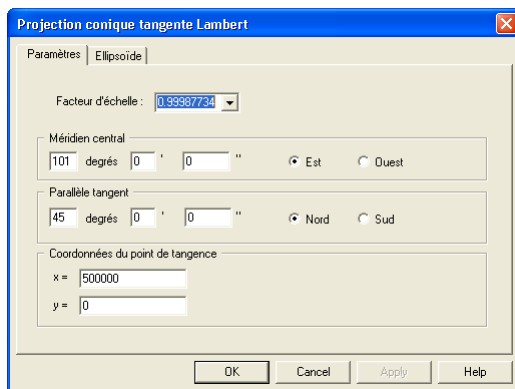 Projection conique tangente Lambert
Paramètres Ellipsoïde
Facteur d'échelle : 0.99987734
Méridien central
101 degrés 0 ' 0 " Est Ouest
Parallèle tangent
45 degrés 0 ' 0 " Nord Sud
Coordonnées du point de tangence
x = 500000
y = 0
OK Cancel Apply Help